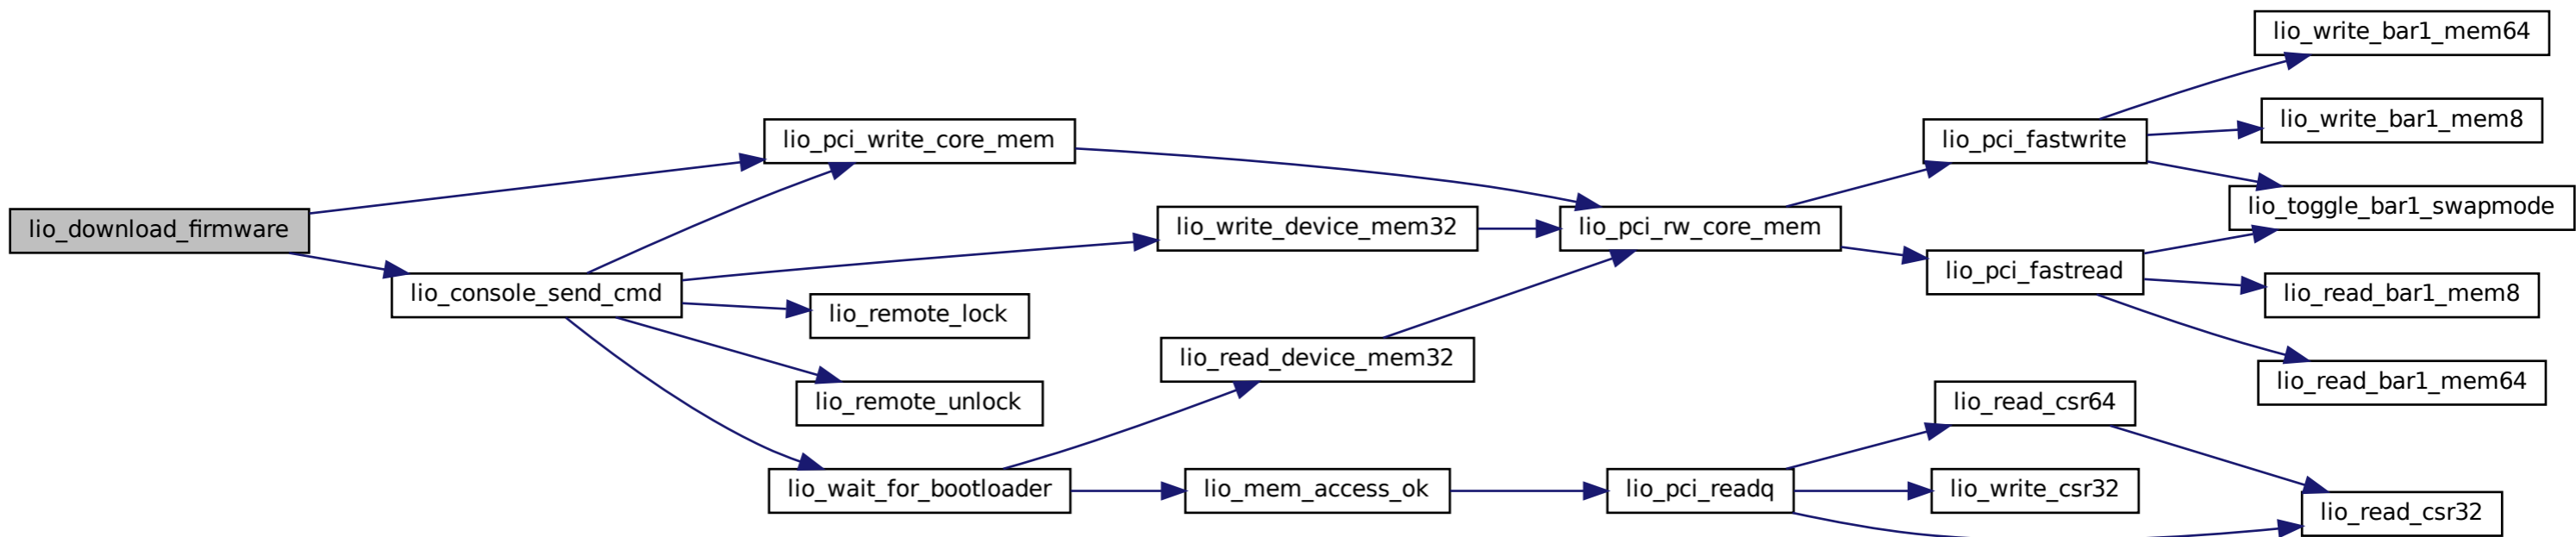 lio_download_firmware
lio_pci_write_core_mem
lio_console_send_cmd
lio_write_device_mem32
lio_remote_lock
lio_remote_unlock
lio_read_device_mem32
lio_wait_for_bootloader
lio_mem_access_ok
lio_pci_rw_core_mem
lio_pci_readq
lio_pci_fastwrite
lio_pci_fastread
lio_read_csr64
lio_write_csr32
lio_write_bar1_mem64
lio_write_bar1_mem8
lio_toggle_bar1_swapmode
lio_read_bar1_mem8
lio_read_bar1_mem64
lio_read_csr32